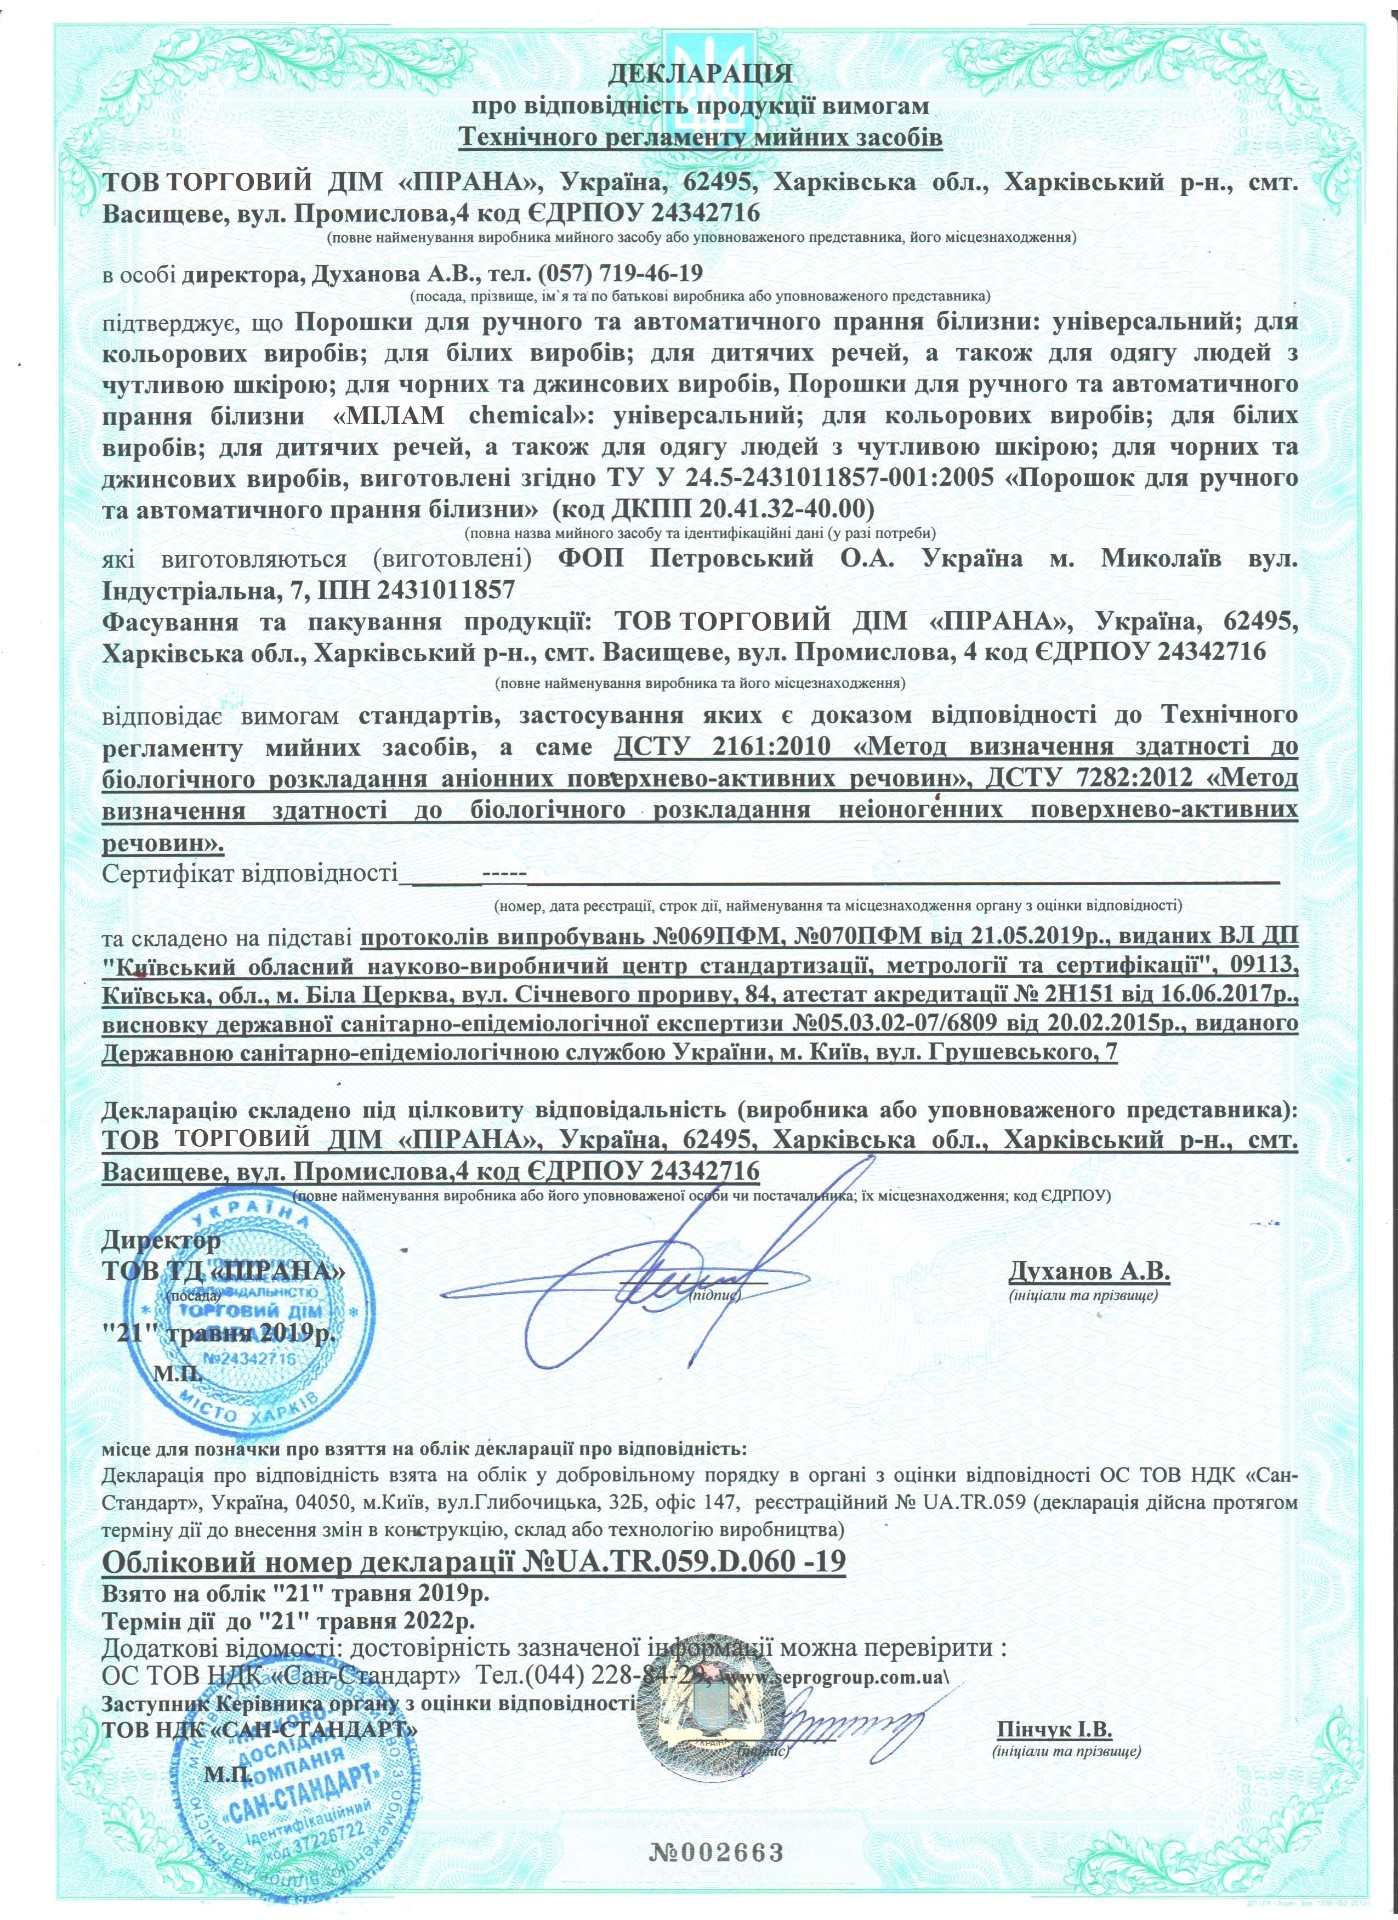 ДЕКЛАРАЦІЯ
про відповідність продукції вимогам
Технічного регламенту мийних засобів
ТОВ ТОРГОВИЙ ДІМ «ПІРАНА», Україна, 62495, Харківська обл., Харківський р-н., смт.
Васищеве, вул. Промислова,4 код ЄДРПОУ 24342716
(повне найменування виробника мийного засобу або уповноваженого представника, його місцезнаходження)
в особі директора, Духанова А.В., тел. (057) 719-46-19
(посада, прізвище, ім`я та по батькові виробника або уповноваженого представника)
підтверджує, що Порошки для ручного та автоматичного прання білизни: універсальний; для
кольорових виробів; для білих виробів; для дитячих речей, а також для одягу людей з
чутливою шкірою; для чорних та джинсових виробів, Порошки для ручного та автоматичного
прання білизни «МІЛАМ chemical»: універсальний; для кольорових виробів; для білих
виробів; для дитячих речей, а також для одягу людей з чутливою шкірою; для чорних та
джинсових виробів, виготовлені згідно ТУ У 24.5-2431011857-001:2005 «Порошок для ручного
та автоматичного прання білизни» (код ДКПП 20.41.32-40.00)
(повна назва мийного засобу та ідентифікаційні дані (у разі потреби)
які виготовляються (виготовлені) ФОП Петровський О.А. Україна м. Миколаїв вул.
Індустріальна, 7, ІПН 2431011857
Фасування та пакування продукції: ТОВ ТОРГОВИЙ ДІМ «ПІРАНА», Україна, 62495,
Харківська обл., Харківський р-н., смт. Васищеве, вул. Промислова, 4 код ЄДРПОУ 24342716
(повне найменування виробника та його місцезнаходження)
відповідає вимогам стандартів, застосування яких є доказом відповідності до Технічного
регламенту мийних засобів, а саме ДСТУ 2161:2010 «Метод визначення здатності до
біологічного розкладання аніонних поверхнево-активних речовин», ДСТУ 7282:2012 «Метод
визначення здатності до біологічного розкладання неіоногенних поверхнево-активних
речовин».
Сертифікат відповідності_______-----_______
(номер, дата реєстрації, строк дії, найменування та місцезнаходження органу з оцінки відповідності)
та складено на підставі протоколів випробувань №069ПФМ, №070ПФМ від 21.05.2019р., виданих ВЛ ДП
"Київський обласний науково-виробничий центр стандартизації, метрології та сертифікації", 09113,
Київська, обл., м. Біла Церква, вул. Січневого прориву, 84, атестат акредитації № 2Н151 від 16.06.2017р.,
висновку державної санітарно-епідеміологічної експертизи №05.03.02-07/6809 від 20.02.2015р., виданого
Державною санітарно-епідеміологічною службою України, м. Київ, вул. Грушевського, 7
Декларацію складено під цілковиту відповідальність (виробника або уповноваженого представника):
ТОВ ТОРГОВИЙ ДІМ «ПІРАНА», Україна, 62495, Харківська обл., Харківський р-н., смт.
Васищеве, вул. Промислова,4 код ЄДРПОУ 24342716
(повне найменування виробника або його уповноваженої особи чи постачальника; їх місцезнаходження; код ЄДРПОУ)
УКРАЇНА
Директор
ТОВ ТД «ПІРАНА» Духанов А.В.
(посада) (підпис) (ініціали та прізвище)
ТОРГОВИЙ ДІМ
"21" травня 2019р.
№24342716
М.П.
МІСТО ХАРКІВ
місце для позначки про взяття на облік декларації про відповідність:
Декларація про відповідність взята на облік у добровільному порядку в органі з оцінки відповідності ОС ТОВ НДК «Сан-
Стандарт», Україна, 04050, м.Київ, вул.Глибочицька, 32Б, офіс 147, реєстраційний № UA.TR.059 (декларація дійсна протягом
терміну дії до внесення змін в конструкцію, склад або технологію виробництва)
Обліковий номер декларації №UA.TR.059.D.060 -19
Взято на облік "21" травня 2019р.
Термін дії до "21" травня 2022р.
Додаткові відомості: достовірність зазначеної інформації можна перевірити :
ОС ТОВ НДК «Сан-Стандарт» Тел.(044) 228-84-29, www.seprogroup.com.ua\
Заступник Керівника органу з оцінки відповідності
ТОВ НДК «САН-СТАНДАРТ» Пінчук І.В.
УКРАЇНА (підпис) (ініціали та прізвище)
М.П.
«НАУКОВО-
ДОСЛІДНА
КОМПАНІЯ
«САН-СТАНДАРТ»
Ідентифікаційний
код 37226722
№002663